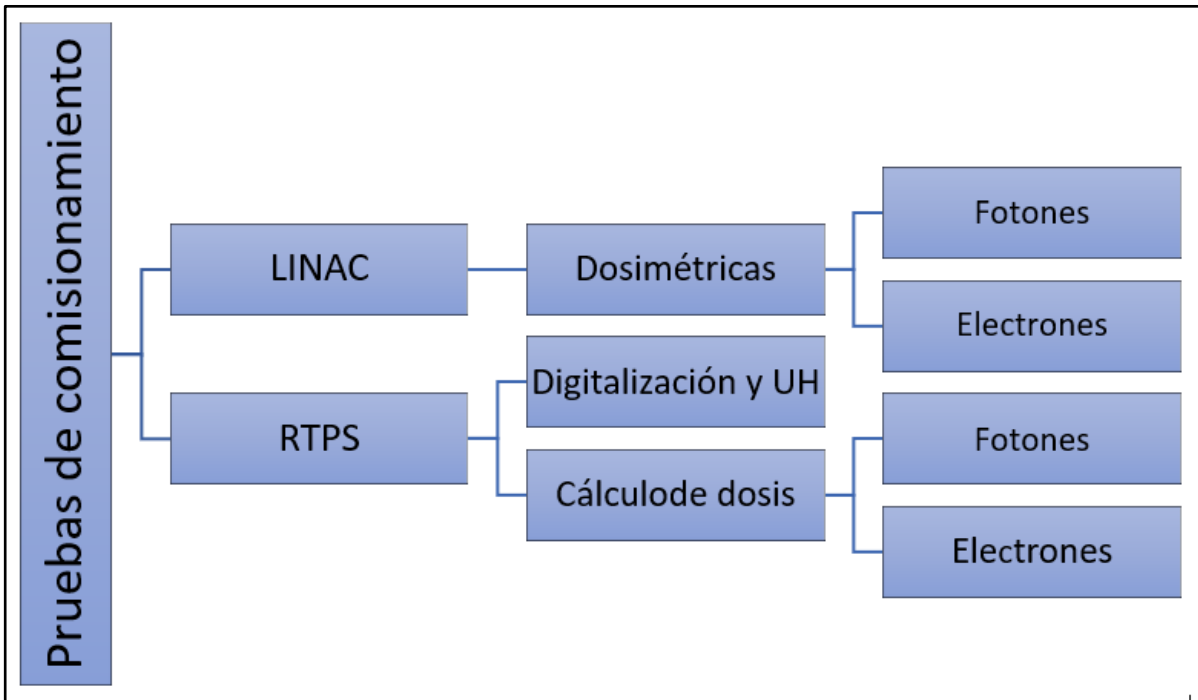 Pruebas de comisionamiento
LINAC
Dosimétricas
Fotones
Electrones
RTPS
Digitalización y UH
Cálculode dosis
Fotones
Electrones